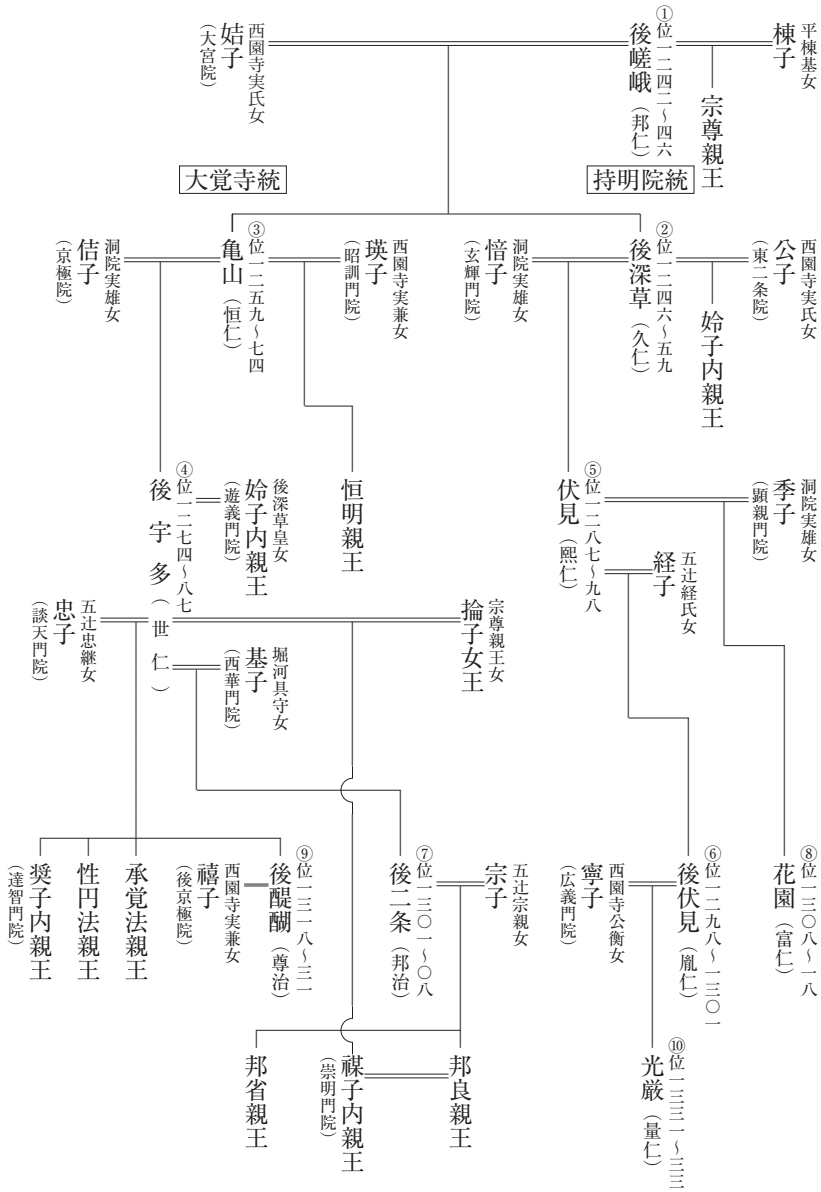 平棟基女
棟子
宗尊親王
①位一二四二～四六
後嵯峨（邦仁）
西園寺実氏女
姞子
（大宮院）
持明院統
大覚寺統
西園寺実氏女
公子
（東二条院）
姈子内親王
②位一二四六～五九
後深草（久仁）
洞院実雄女
愔子
（玄輝門院）
西園寺実兼女
瑛子
（昭訓門院）
③位一二五九～七四
亀山（恒仁）
洞院実雄女
佶子
（京極院）
洞院実雄女
季子
（顕親門院）
⑤位一二八七～九八
伏見（熙仁）
五辻経氏女
経子
恒明親王
後深草皇女
姈子内親王
（遊義門院）
④位一二七四～八七
後宇多（世仁）
宗尊親王女
掄子女王
堀河具守女
基子
（西華門院）
五辻忠継女
忠子
（談天門院）
⑧位一三〇八～一八
花園（富仁）
⑥位一二九八～一三〇一
後伏見（胤仁）
西園寺公衡女
寧子
（広義門院）
五辻宗親女
宗子
⑦位一三〇一～〇八
後二条（邦治）
⑨位一三一八～三一
後醍醐（尊治）
西園寺実兼女
禧子
（後京極院）
承覚法親王
性円法親王
奨子内親王
（達智門院）
⑩位一三三一～三三
光厳（量仁）
邦良親王
禖子内親王
（崇明門院）
邦省親王